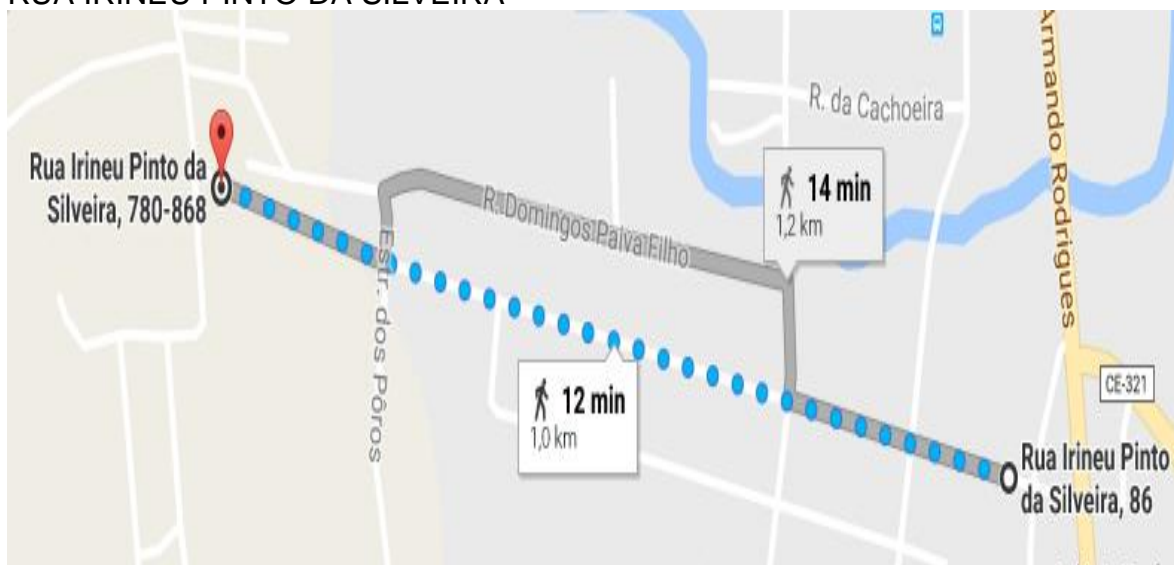 RUA IRINEU PINTO DA SILVEIRA
Armando Rodrigues
R. da Cachoeira
Rua Irineu Pinto da
Silveira, 780-868
14 min
1,2 km
R. Domingos Paiva Filho
Estr. dos Pôros
12 min
1,0 km
CE-321
Rua Irineu Pinto
da Silveira, 86